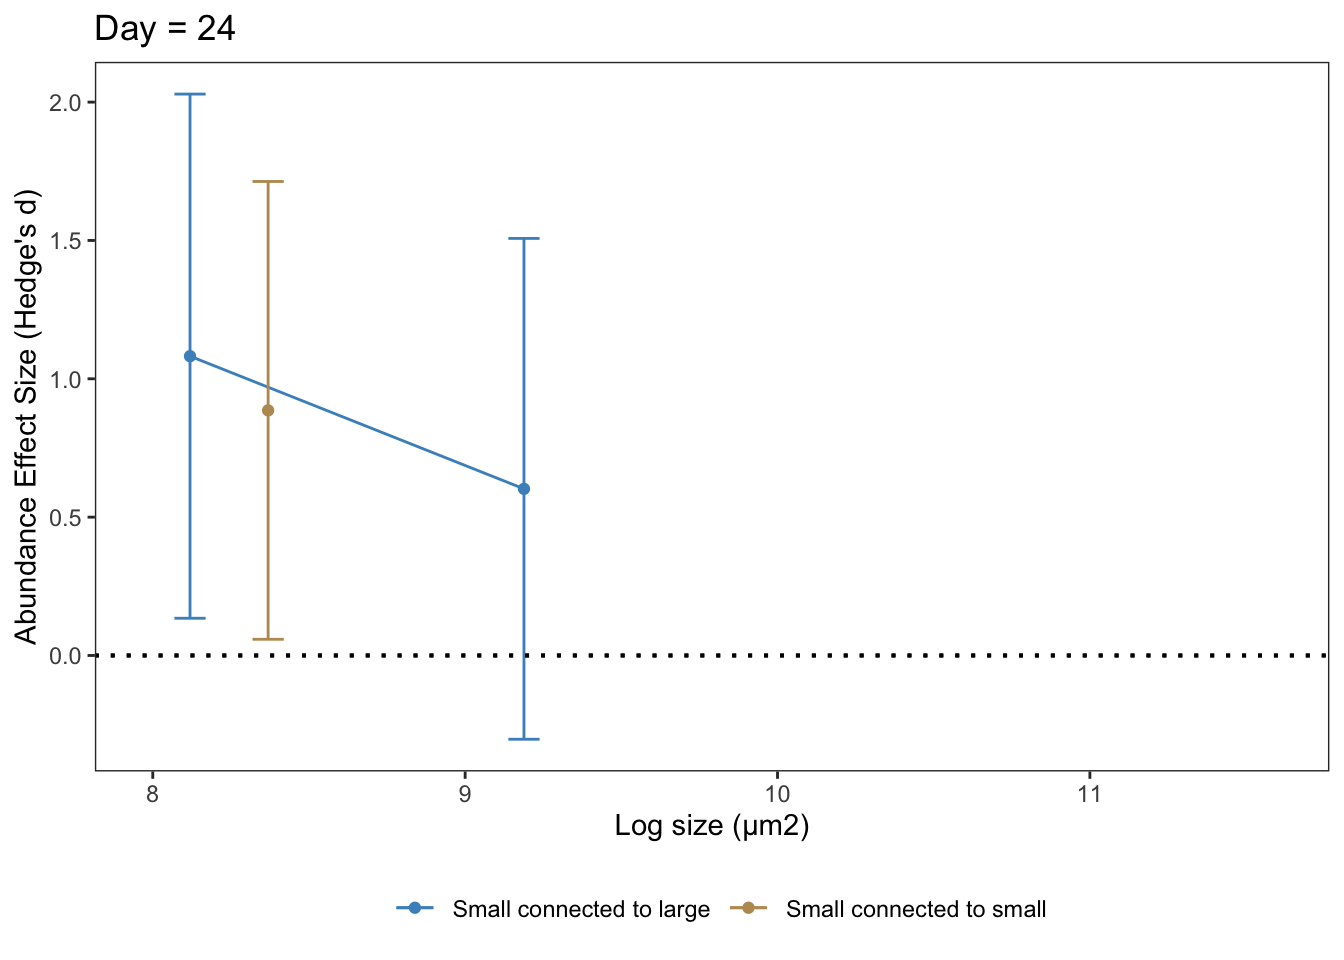 Day = 24
Abundance Effect Size (Hedge's d)
2.0
1.5
1.0
0.5
0.0
8 9 10 11
Log size (μm2)
Small connected to large Small connected to small